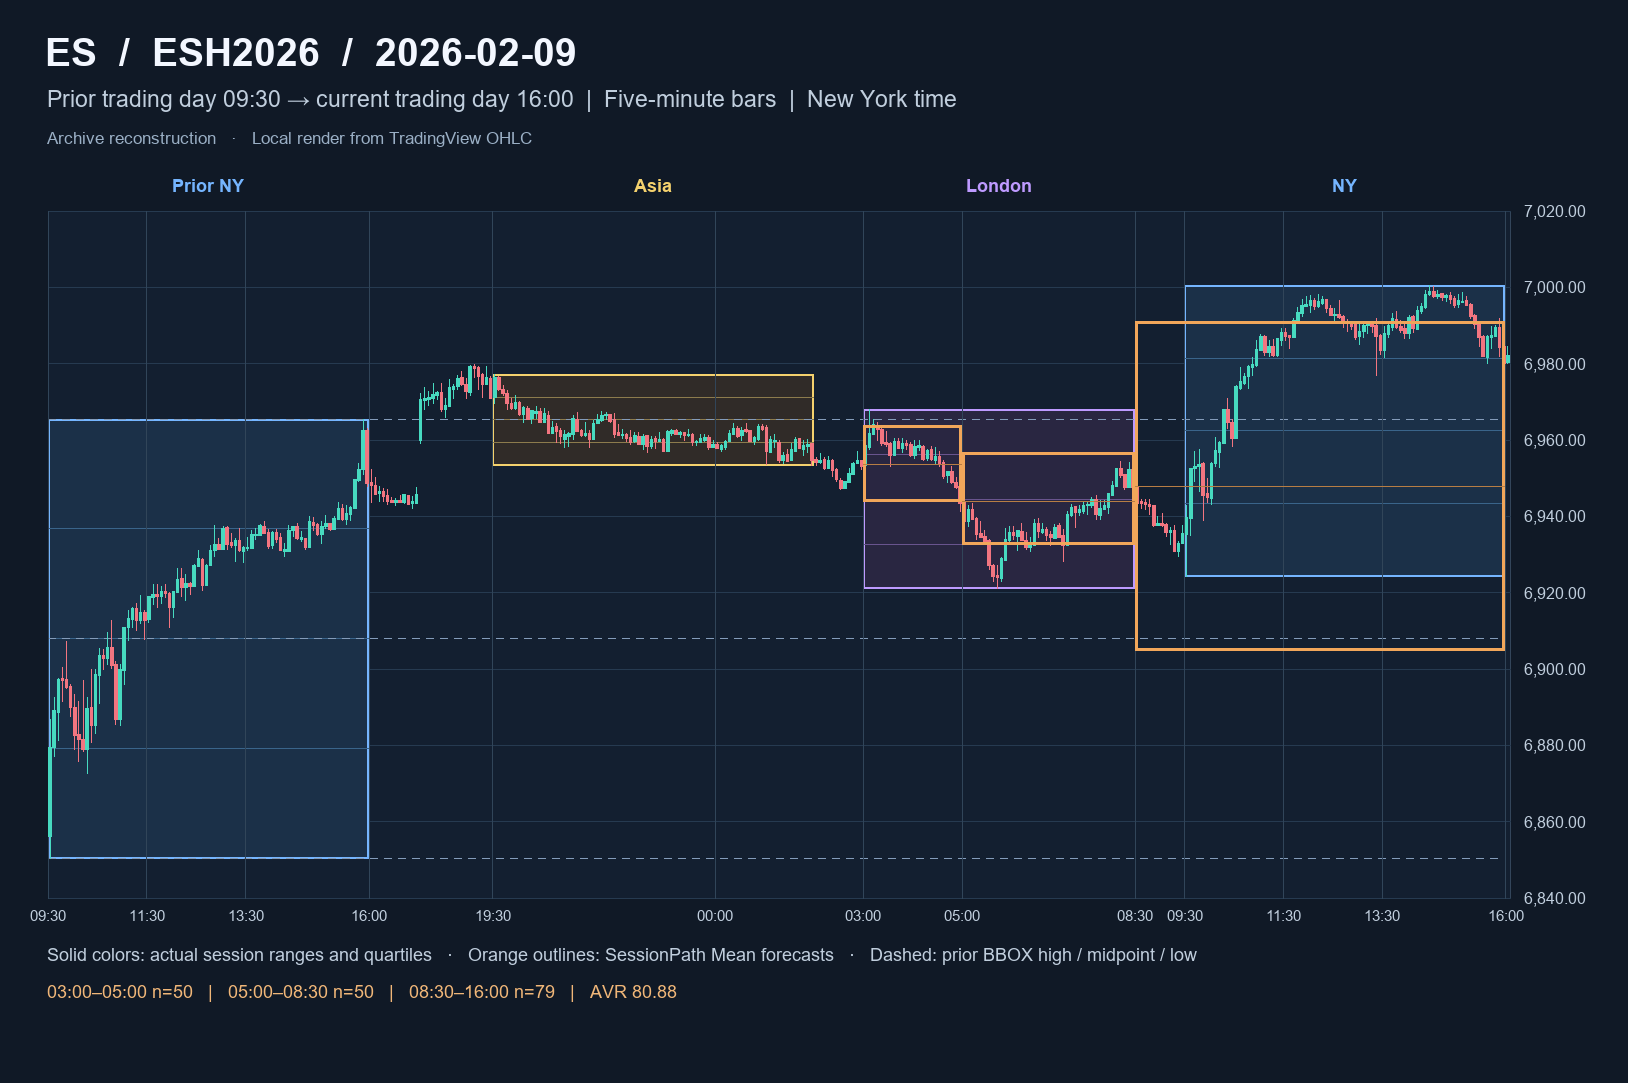 ES / ESH2026 / 2026-02-09
Prior trading day 09:30 → current trading day 16:00 | Five-minute bars | New York time
Archive reconstruction · Local render from TradingView OHLC
Prior NY Asia London NY
7,020.00
7,000.00
6,980.00
6,960.00
6,940.00
6,920.00
6,900.00
6,880.00
6,860.00
6,840.00
09:30 11:30 13:30 16:00 19:30 00:00 03:00 05:00 08:30 09:30 11:30 13:30 16:00
Solid colors: actual session ranges and quartiles · Orange outlines: SessionPath Mean forecasts · Dashed: prior BBOX high / midpoint / low
03:00–05:00 n=50 | 05:00–08:30 n=50 | 08:30–16:00 n=79 | AVR 80.88